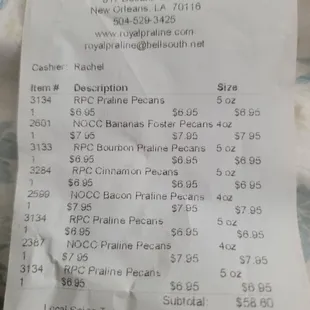 New Orleans, LA 70116
504-529-3425
www.royalpraline.com
royalpraline@bellsouth.net
Cashier: Rachel
Item # Description Size
3134 RPC Praline Pecans 5 oz
1 $6.95 $6.95 $6.95
2601 NOCC Bananas Foster Pecans 4oz
1 $7.95 $7.95 $7.95
3133 RPC Bourbon Praline Pecans 5 oz
1 $6.95 $6.95 $6.95
3284 RPC Cinnamon Pecans 5 oz
1 $6.95 $6.95 $6.95
2599 NOCC Bacon Praline Pecans 4oz
1 $7.95 $7.95 $7.95
3134 RPC Praline Pecans 5 oz
1 $6.95 $6.95 $6.95
2387 NOCC Praline Pecans 4oz
1 $7.95 $7.95 $7.95
3134 RPC Praline Pecans 5 oz
1 $6.95 $6.95 $6.95
Subtotal: $58.60
Local Sales